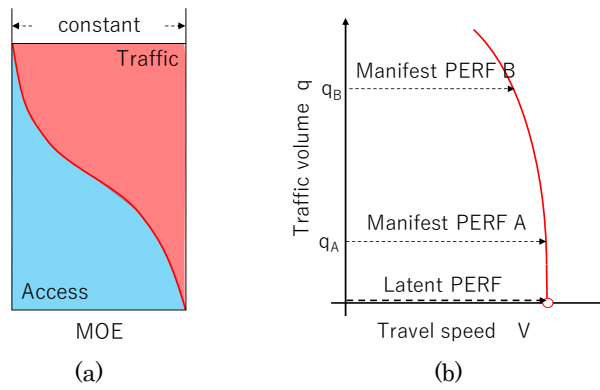 constant
Traffic
Access
MOE
(a)
Traffic volume q
Manifest PERF B
q_B
Manifest PERF A
q_A
Latent PERF
Travel speed V
(b)